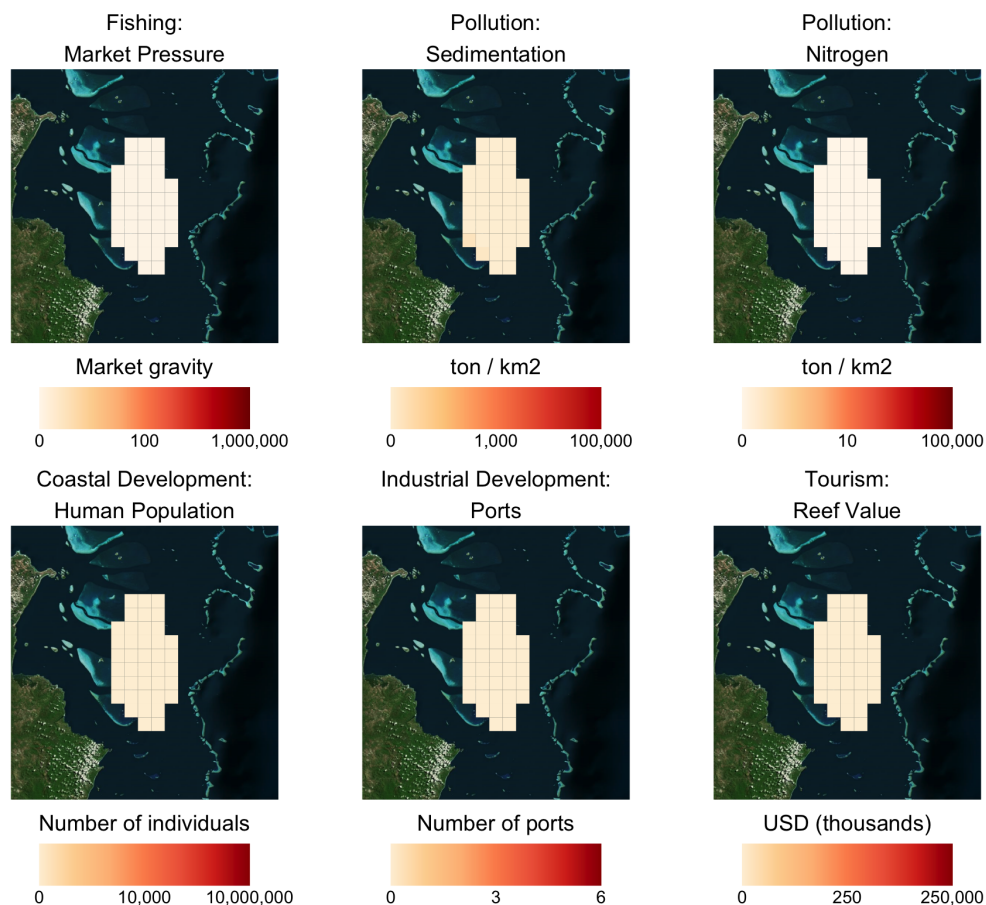 Fishing:
Market Pressure
Pollution:
Sedimentation
Pollution:
Nitrogen
Market gravity
0 100 1,000,000
ton / km2
0 1,000 100,000
ton / km2
0 10 100,000
Coastal Development:
Human Population
Industrial Development:
Ports
Tourism:
Reef Value
Number of individuals
0 10,000 10,000,000
Number of ports
0 3 6
USD (thousands)
0 250 250,000